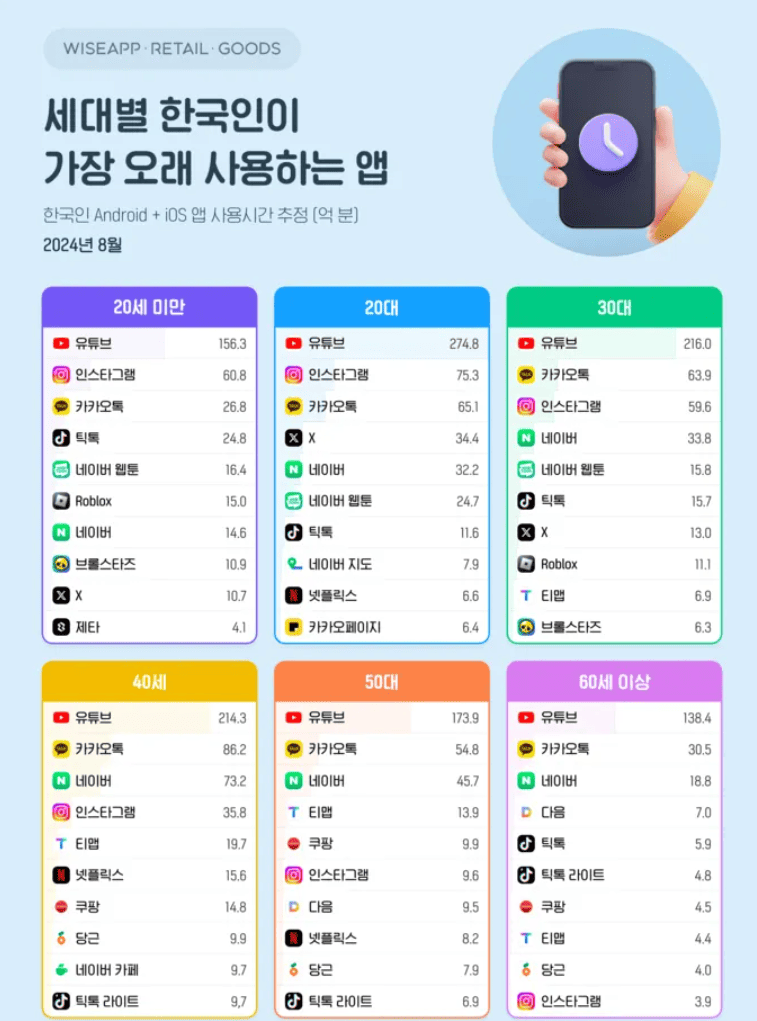 WISEAPP·RETAIL·GOODS
세대별 한국인이
가장 오래 사용하는 앱
한국인 Android + iOS 앱 사용시간 추정 (억 분)
2024년 8월
20세 미만
유튜브 156.3
인스타그램 60.8
카카오톡 26.8
틱톡 24.8
네이버 웹툰 16.4
Roblox 15.0
네이버 14.6
브롤스타즈 10.9
X 10.7
제타 4.1
20대
유튜브 274.8
인스타그램 75.3
카카오톡 65.1
X 34.4
네이버 32.2
네이버 웹툰 24.7
틱톡 11.6
네이버 지도 7.9
넷플릭스 6.6
카카오페이지 6.4
30대
유튜브 216.0
카카오톡 63.9
인스타그램 59.6
네이버 33.8
네이버 웹툰 15.8
틱톡 15.7
X 13.0
Roblox 11.1
티맵 6.9
브롤스타즈 6.3
40세
유튜브 214.3
카카오톡 86.2
네이버 73.2
인스타그램 35.8
티맵 19.7
넷플릭스 15.6
쿠팡 14.8
당근 9.9
네이버 카페 9.7
틱톡 라이트 9,7
50대
유튜브 173.9
카카오톡 54.8
네이버 45.7
티맵 13.9
쿠팡 9.9
인스타그램 9.6
다음 9.5
넷플릭스 8.2
당근 7.9
틱톡 라이트 6.9
60세 이상
유튜브 138.4
카카오톡 30.5
네이버 18.8
다음 7.0
틱톡 5.9
틱톡 라이트 4.8
쿠팡 4.5
티맵 4.4
당근 4.0
인스타그램 3.9